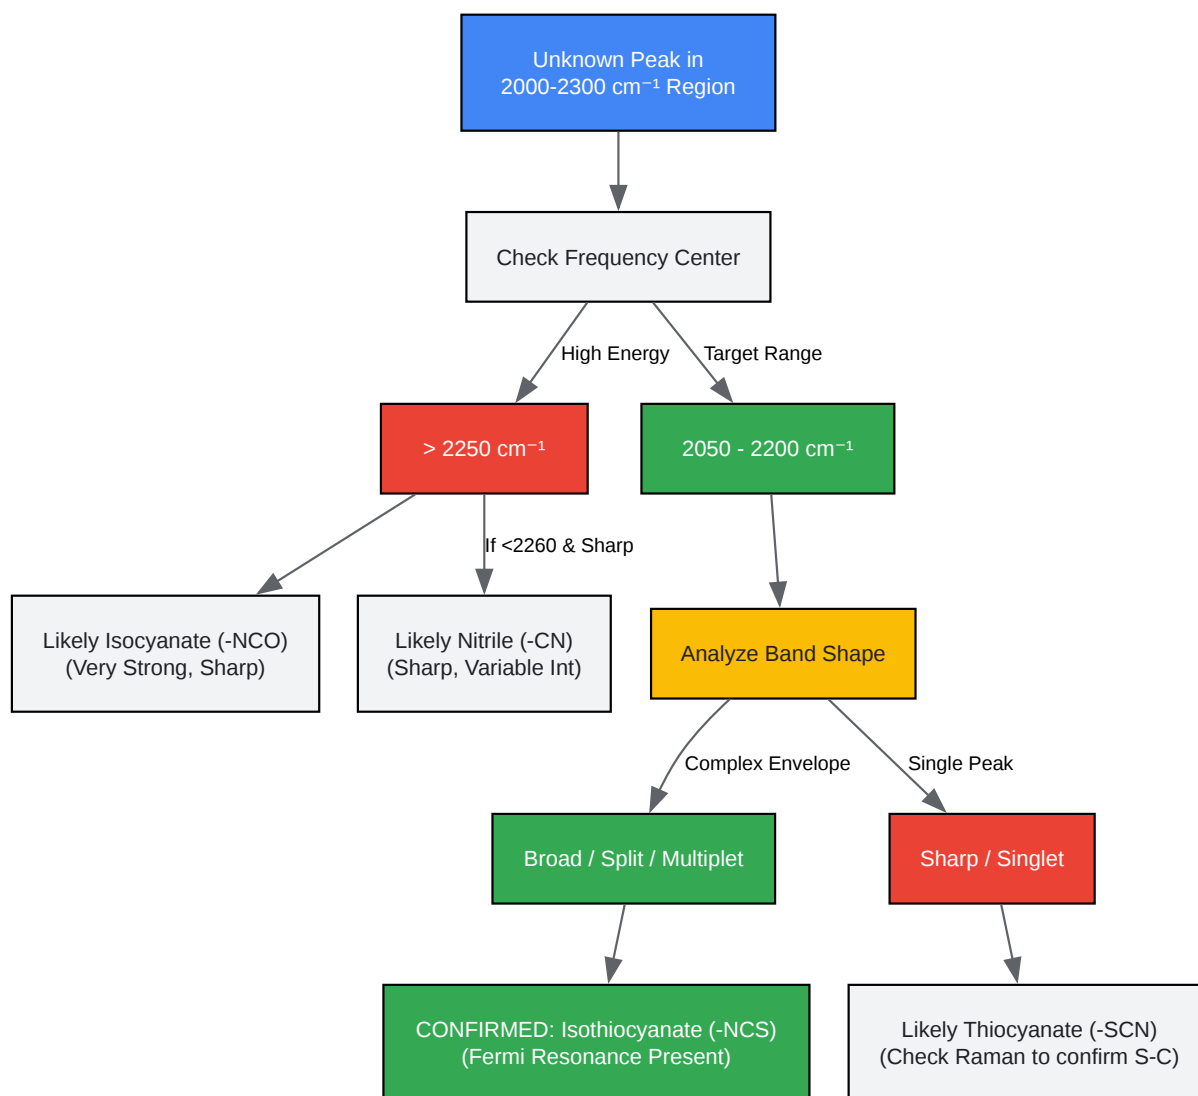 Unknown Peak in
2000-2300 cm⁻¹ Region
Check Frequency Center
High Energy
Target Range
> 2250 cm⁻¹
2050 - 2200 cm⁻¹
If <2260 & Sharp
Likely Isocyanate (-NCO)
(Very Strong, Sharp)
Likely Nitrile (-CN)
(Sharp, Variable Int)
Analyze Band Shape
Complex Envelope
Single Peak
Broad / Split / Multiplet
Sharp / Singlet
CONFIRMED: Isothiocyanate (-NCS)
(Fermi Resonance Present)
Likely Thiocyanate (-SCN)
(Check Raman to confirm S-C)